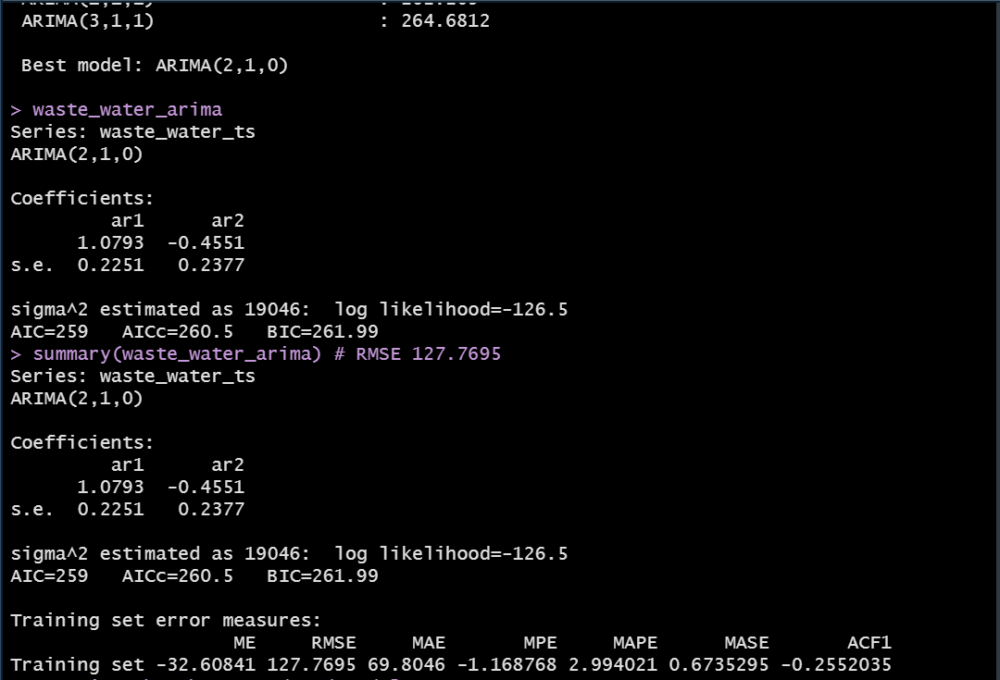 ARIMA(3,1,1)                    : 264.6812
Best model: ARIMA(2,1,0)
> waste_water_arima
Series: waste_water_ts
ARIMA(2,1,0)
Coefficients:
         ar1      ar2
      1.0793  -0.4551
s.e.  0.2251   0.2377
sigma^2 estimated as 19046:  log likelihood=-126.5
AIC=259   AICc=260.5   BIC=261.99
> summary(waste_water_arima) # RMSE 127.7695
Series: waste_water_ts
ARIMA(2,1,0)
Coefficients:
         ar1      ar2
      1.0793  -0.4551
s.e.  0.2251   0.2377
sigma^2 estimated as 19046:  log likelihood=-126.5
AIC=259   AICc=260.5   BIC=261.99
Training set error measures:
                    ME     RMSE     MAE       MPE     MAPE      MASE       ACF1
Training set -32.60841 127.7695 69.8046 -1.168768 2.994021 0.6735295 -0.2552035